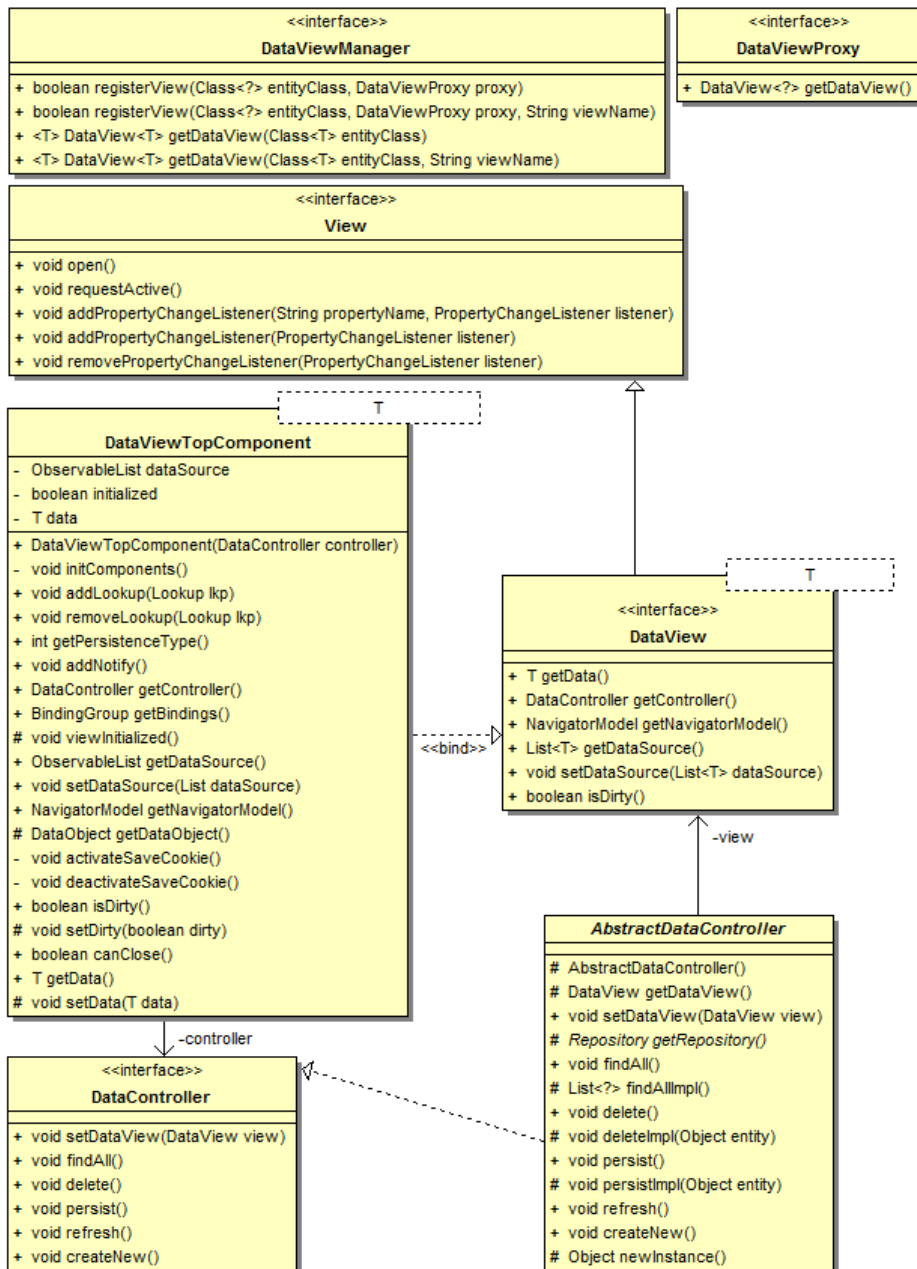 <<interface>>
DataViewManager
+ boolean registerView(Class<?> entityClass, DataViewProxy proxy)
+ boolean registerView(Class<?> entityClass, DataViewProxy proxy, String viewName)
+ <T> DataView<T> getDataView(Class<T> entityClass)
+ <T> DataView<T> getDataView(Class<T> entityClass, String viewName)
<<interface>>
DataViewProxy
+ DataView<?> getDataView()
<<interface>>
View
+ void open()
+ void requestActive()
+ void addPropertyChangeListener(String propertyName, PropertyChangeListener listener)
+ void addPropertyChangeListener(PropertyChangeListener listener)
+ void removePropertyChangeListener(PropertyChangeListener listener)
T
DataViewTopComponent
- ObservableList dataSource
- boolean initialized
- T data
+ DataViewTopComponent(DataController controller)
- void initComponents()
+ void addLookup(Lookup lkp)
+ void removeLookup(Lookup lkp)
+ int getPersistenceType()
+ void addNotify()
+ DataController getController()
+ BindingGroup getBindings()
# void viewInitialized()
+ ObservableList getDataSource()
+ void setDataSource(List dataSource)
+ NavigatorModel getNavigatorModel()
# DataObject getDataObject()
- void activateSaveCookie()
- void deactivateSaveCookie()
+ boolean isDirty()
# void setDirty(boolean dirty)
+ boolean canClose()
+ T getData()
# void setData(T data)
<<bind>>
T
<<interface>>
DataView
+ T getData()
+ DataController getController()
+ NavigatorModel getNavigatorModel()
+ List<T> getDataSource()
+ void setDataSource(List<T> dataSource)
+ boolean isDirty()
-view
-controller
<<interface>>
DataController
+ void setDataView(DataView view)
+ void findAll()
+ void delete()
+ void persist()
+ void refresh()
+ void createNew()
AbstractDataController
# AbstractDataController()
# DataView getDataView()
+ void setDataView(DataView view)
# Repository getRepository()
+ void findAll()
# List<?> findAllImpl()
+ void delete()
# void deleteImpl(Object entity)
+ void persist()
# void persistImpl(Object entity)
+ void refresh()
+ void createNew()
# Object newInstance()